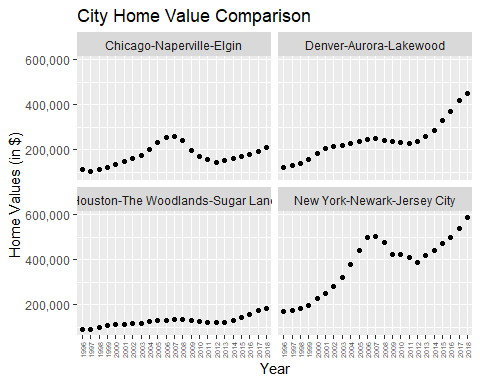 City Home Value Comparison
Chicago-Naperville-Elgin
Denver-Aurora-Lakewood
600,000
400,000
200,000
Houston-The Woodlands-Sugar Land
New York-Newark-Jersey City
600,000
400,000
200,000
Home Values (in $)
1996 1997 1998 1999 2000 2001 2002 2003 2004 2005 2006 2007 2008 2009 2010 2011 2012 2013 2014 2015 2016 2017 2018
1996 1997 1998 1999 2000 2001 2002 2003 2004 2005 2006 2007 2008 2009 2010 2011 2012 2013 2014 2015 2016 2017 2018
Year